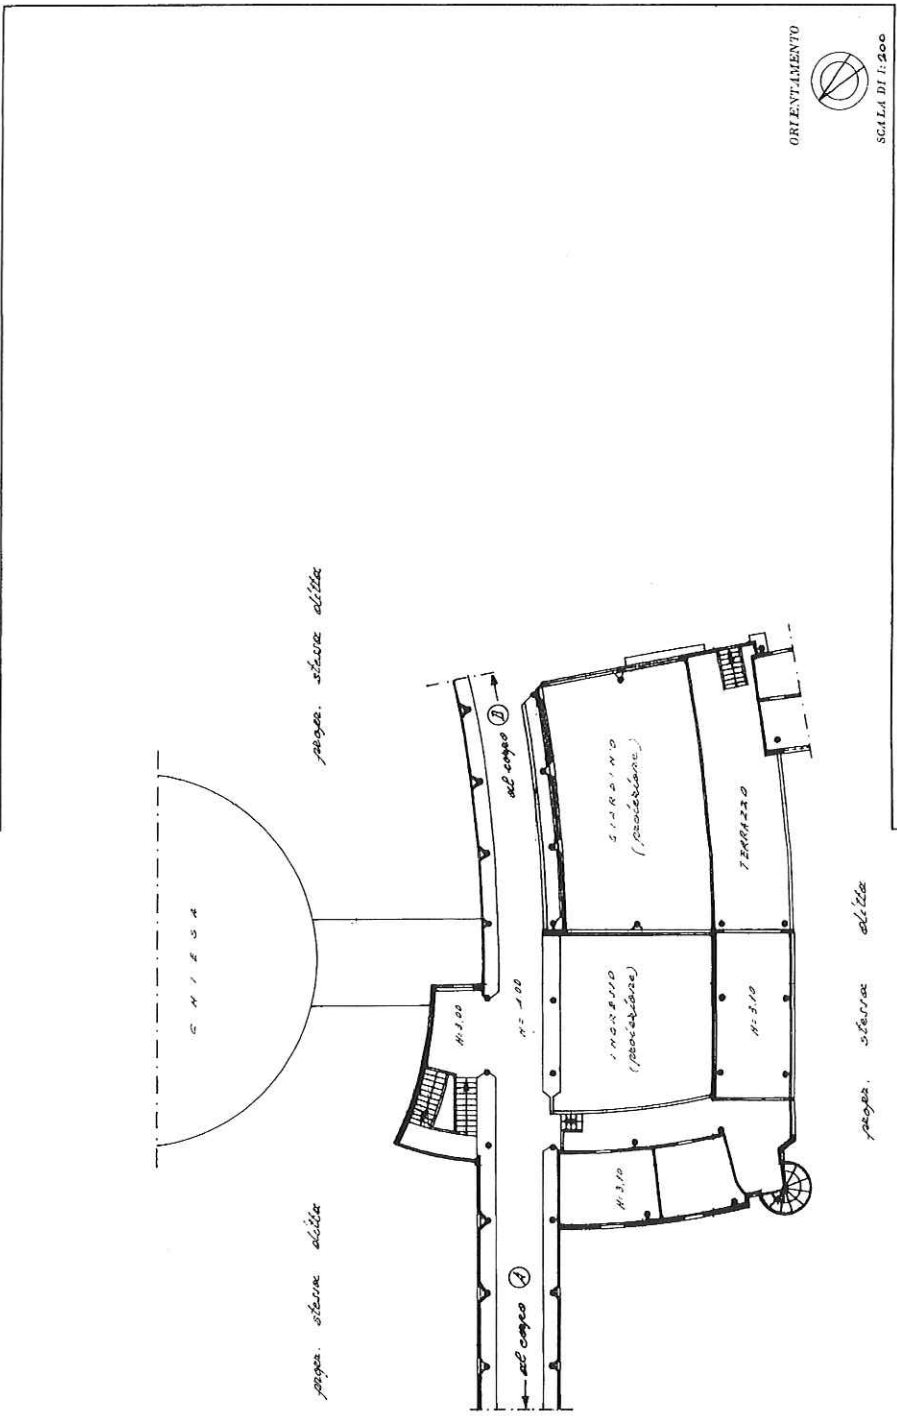 ORIENTAMENTO
SCALA DI 1:200
propr. stessa ditta
propr. stessa ditta
CHIESA
al corpo B
GIARDINO
(proiezione)
TERRAZZO
H=3,00
H=4,00
INGRESSO
(proiezione)
H=3,10
H=3,10
al corpo A
propr. stessa ditta